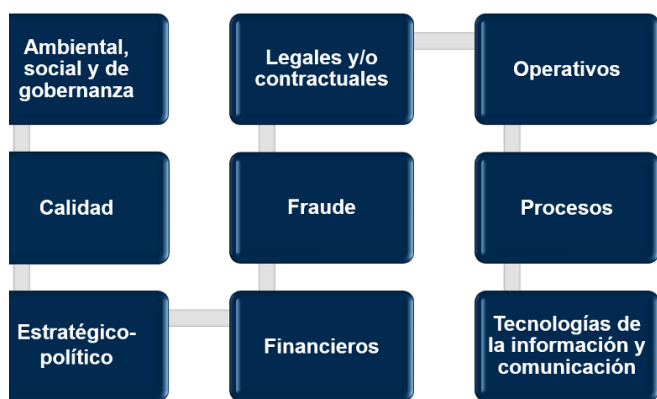 Ambiental,
social y de
gobernanza
Calidad
Estratégico-
político
Financieros
Fraude
Legales y/o
contractuales
Operativos
Procesos
Tecnologías de
la información y
comunicación